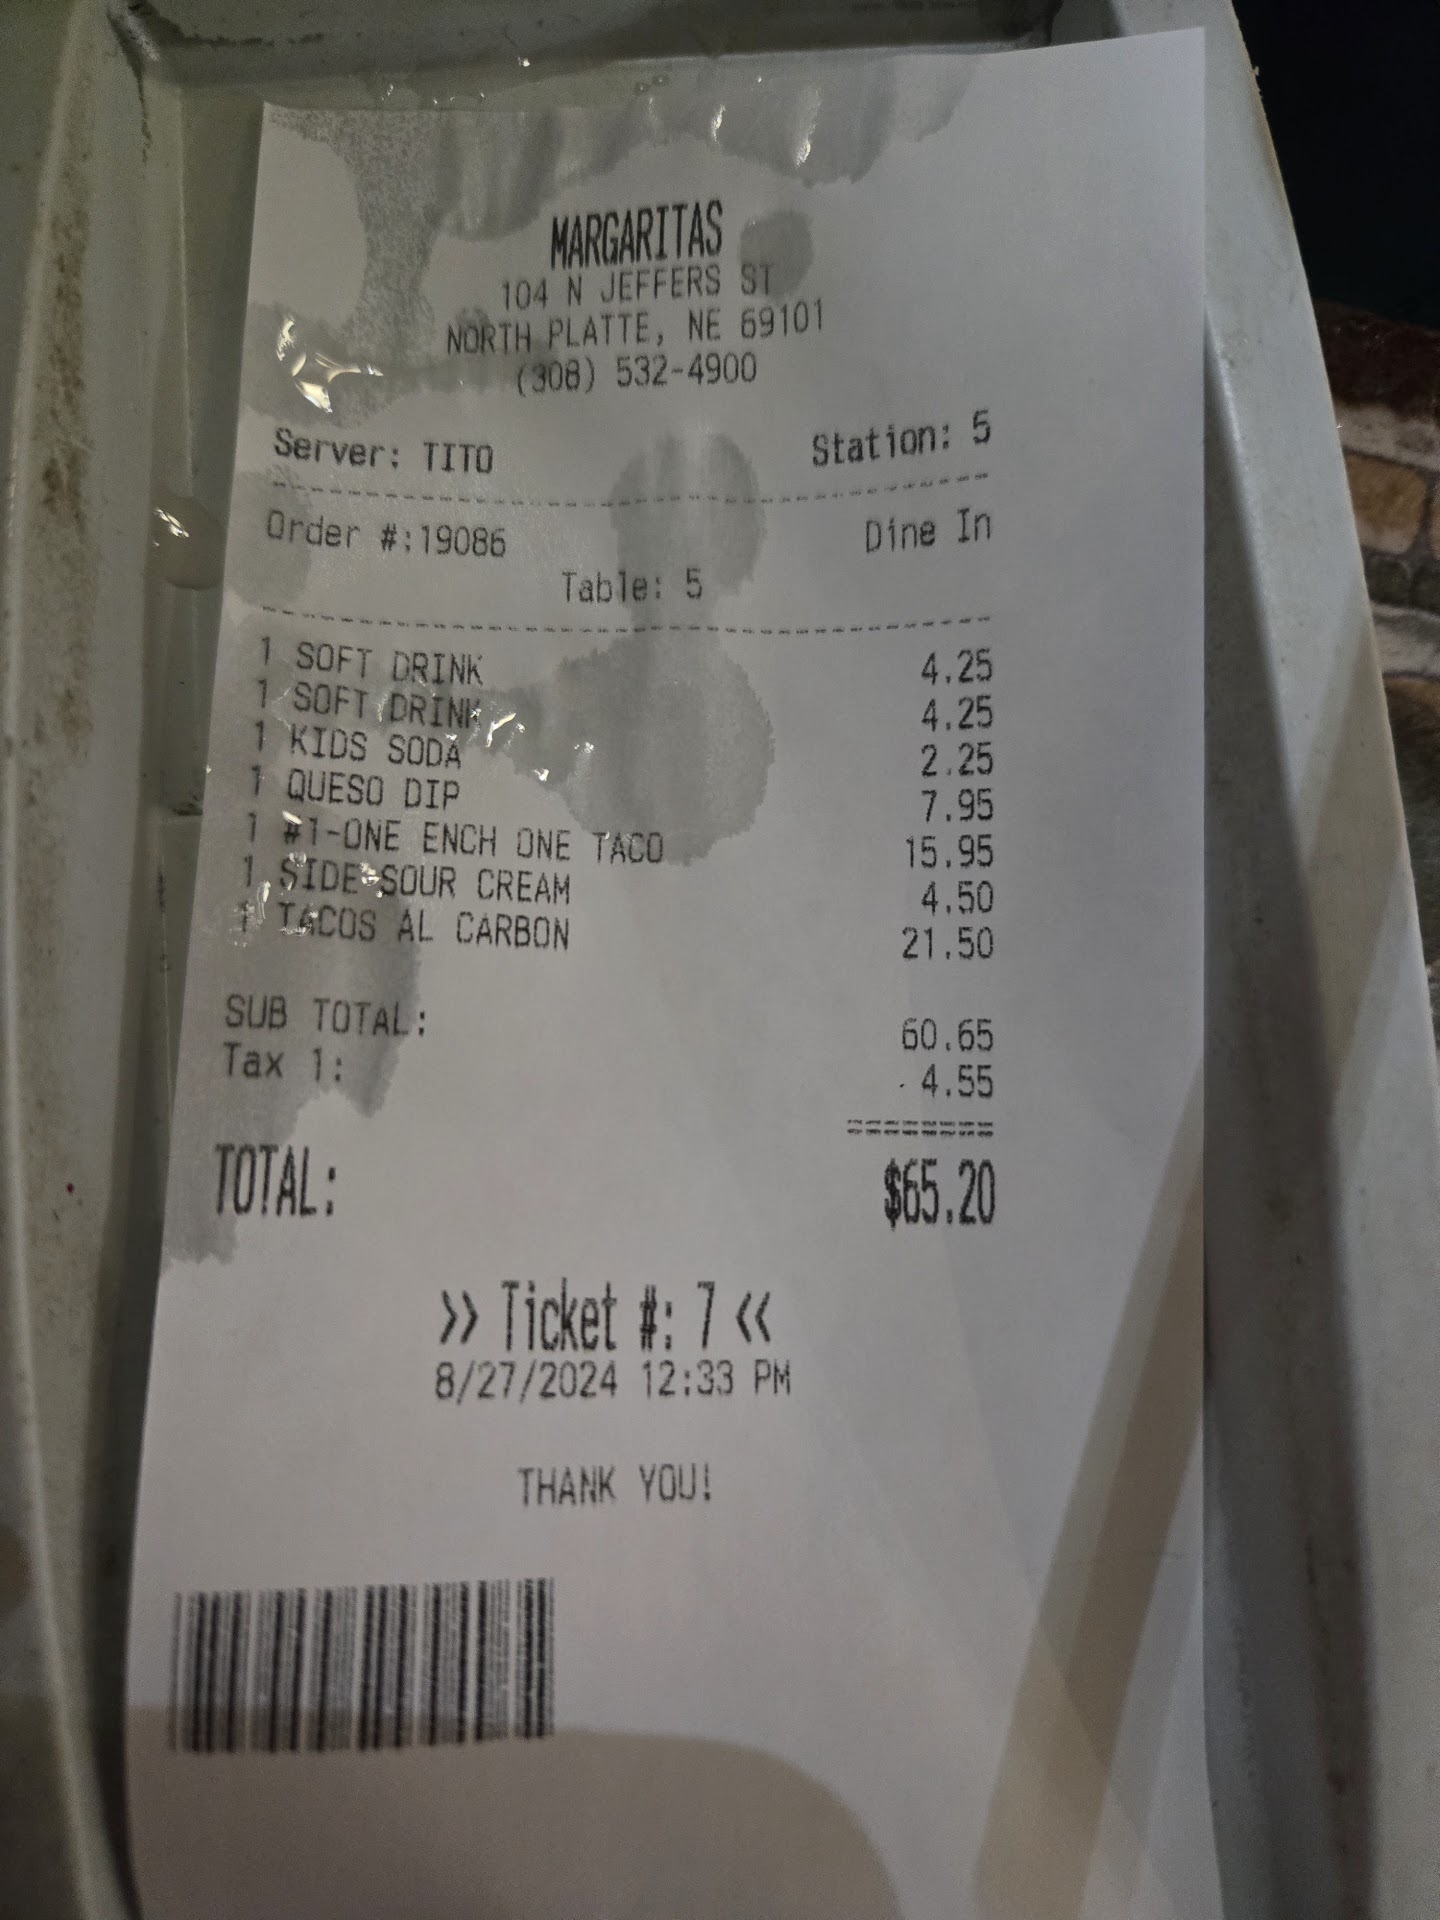 MARGARITAS
104 N JEFFERS ST
NORTH PLATTE, NE 69101
(308) 532-4900
Server: TITO Station: 5
Order #:19086 Dine In
Table: 5
1 SOFT DRINK 4.25
1 SOFT DRINK 4.25
1 KIDS SODA 2.25
1 QUESO DIP 7.95
1 #1-ONE ENCH ONE TACO 15.95
1 SIDE SOUR CREAM 4.50
1 TACOS AL CARBON 21.50
SUB TOTAL: 60.65
Tax 1: 4.55
========
TOTAL: $65.20
>> Ticket #: 7 <<
8/27/2024 12:33 PM
THANK YOU!